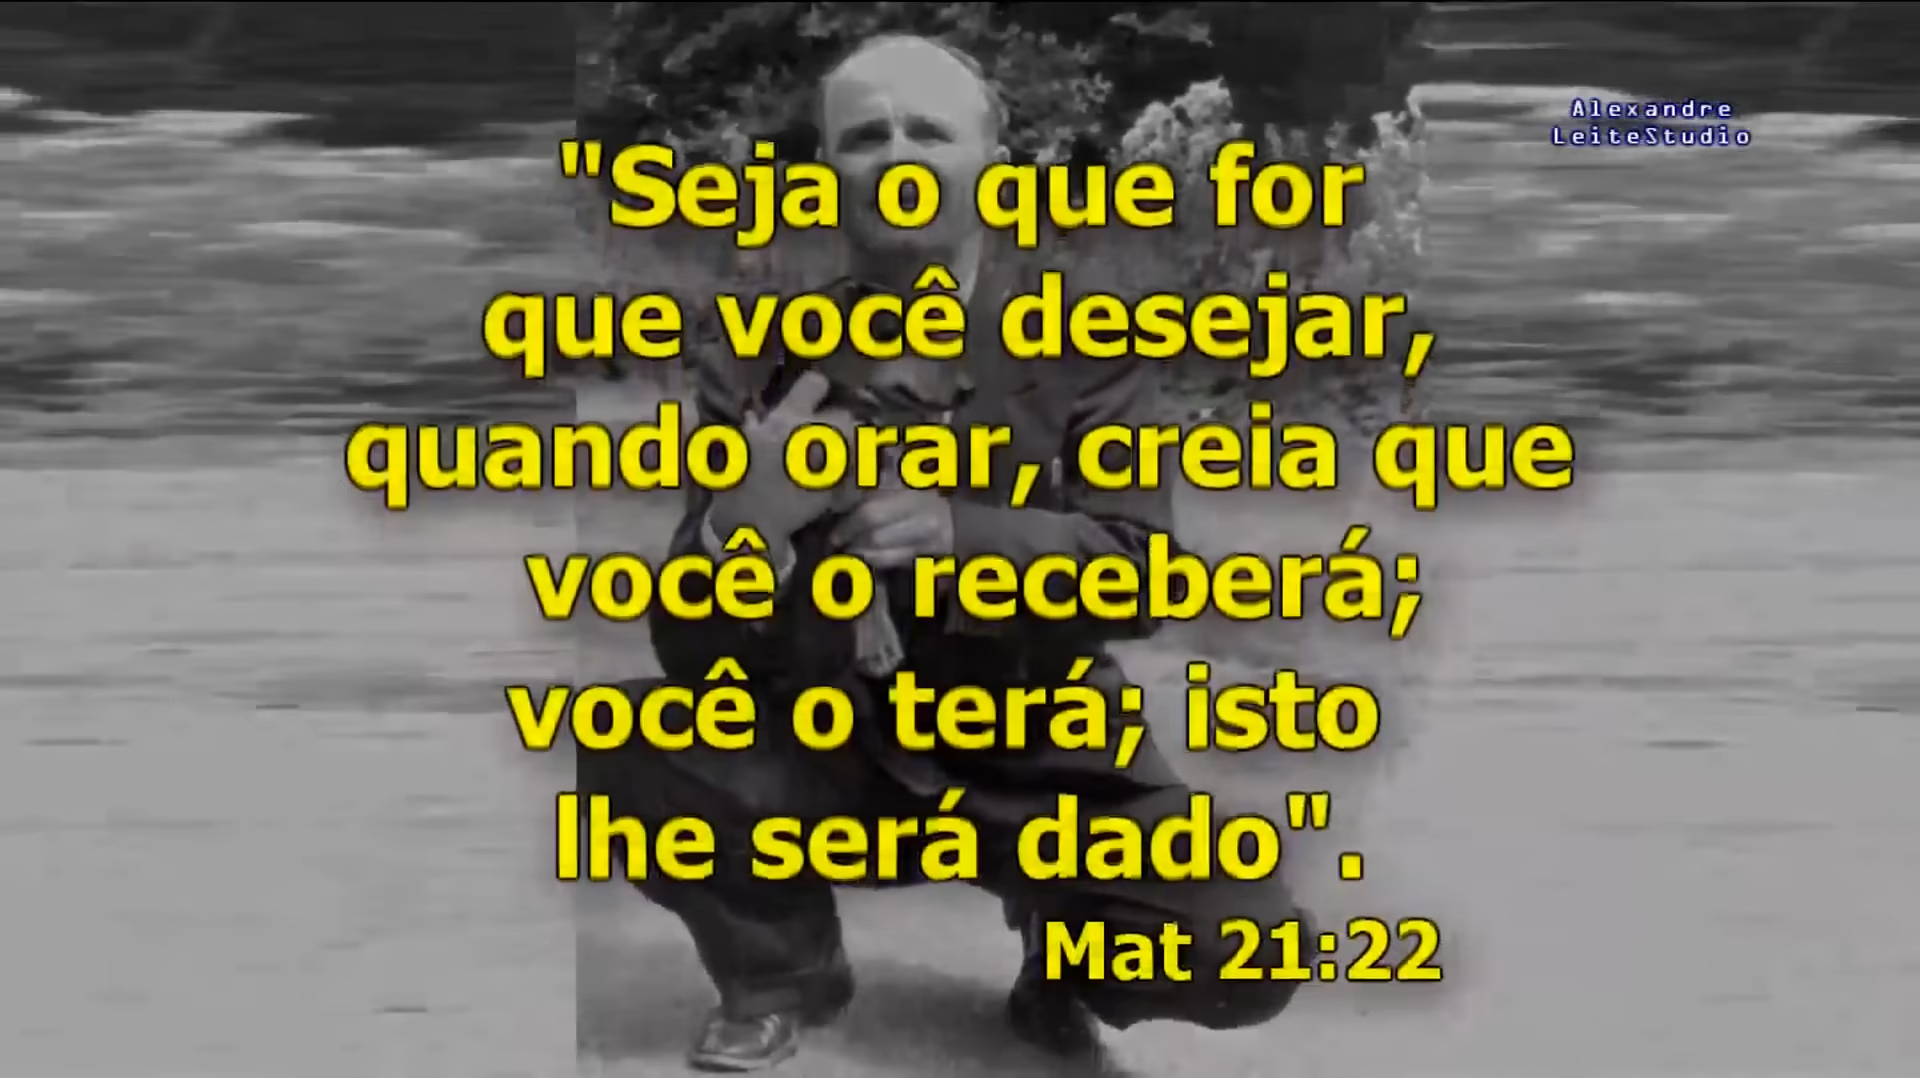 Alexandre
LeiteStudio
"Seja o que for
que você desejar,
quando orar, creia que
você o receberá;
você o terá; isto
lhe será dado".
Mat 21:22